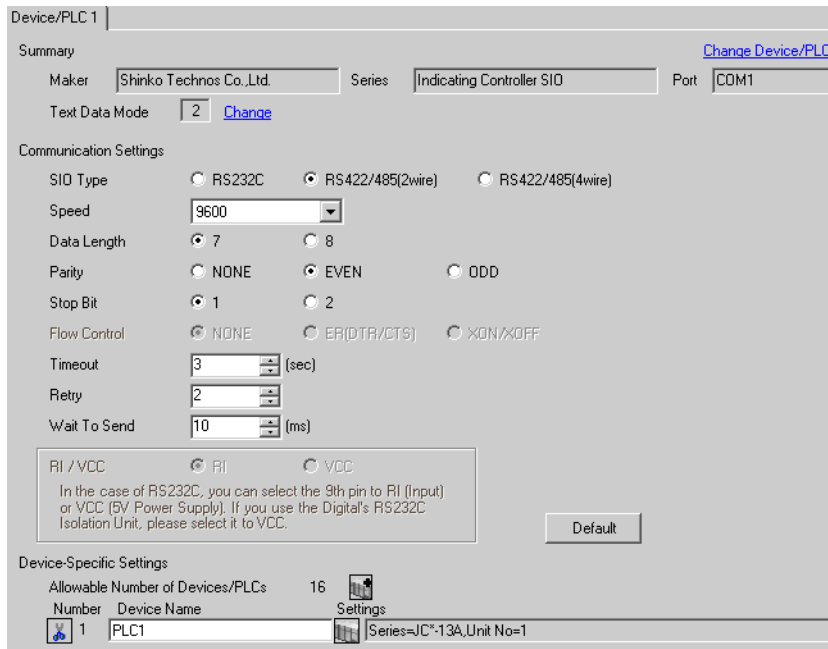 Device/PLC 1
Summary Change Device/PLC
Maker Shinko Technos Co.,Ltd. Series Indicating Controller SIO Port COM1
Text Data Mode 2 Change
Communication Settings
SIO Type RS232C RS422/485(2wire) RS422/485(4wire)
Speed 9600
Data Length 7 8
Parity NONE EVEN ODD
Stop Bit 1 2
Flow Control NONE ER(DTR/CTS) XON/XOFF
Timeout 3 (sec)
Retry 2
Wait To Send 10 (ms)
RI / VCC RI VCC
In the case of RS232C, you can select the 9th pin to RI (Input)
or VCC (5V Power Supply). If you use the Digital's RS232C
Isolation Unit, please select it to VCC.
Default
Device-Specific Settings
Allowable Number of Devices/PLCs 16
Number Device Name Settings
1 PLC1 Series=JC*-13A,Unit No=1